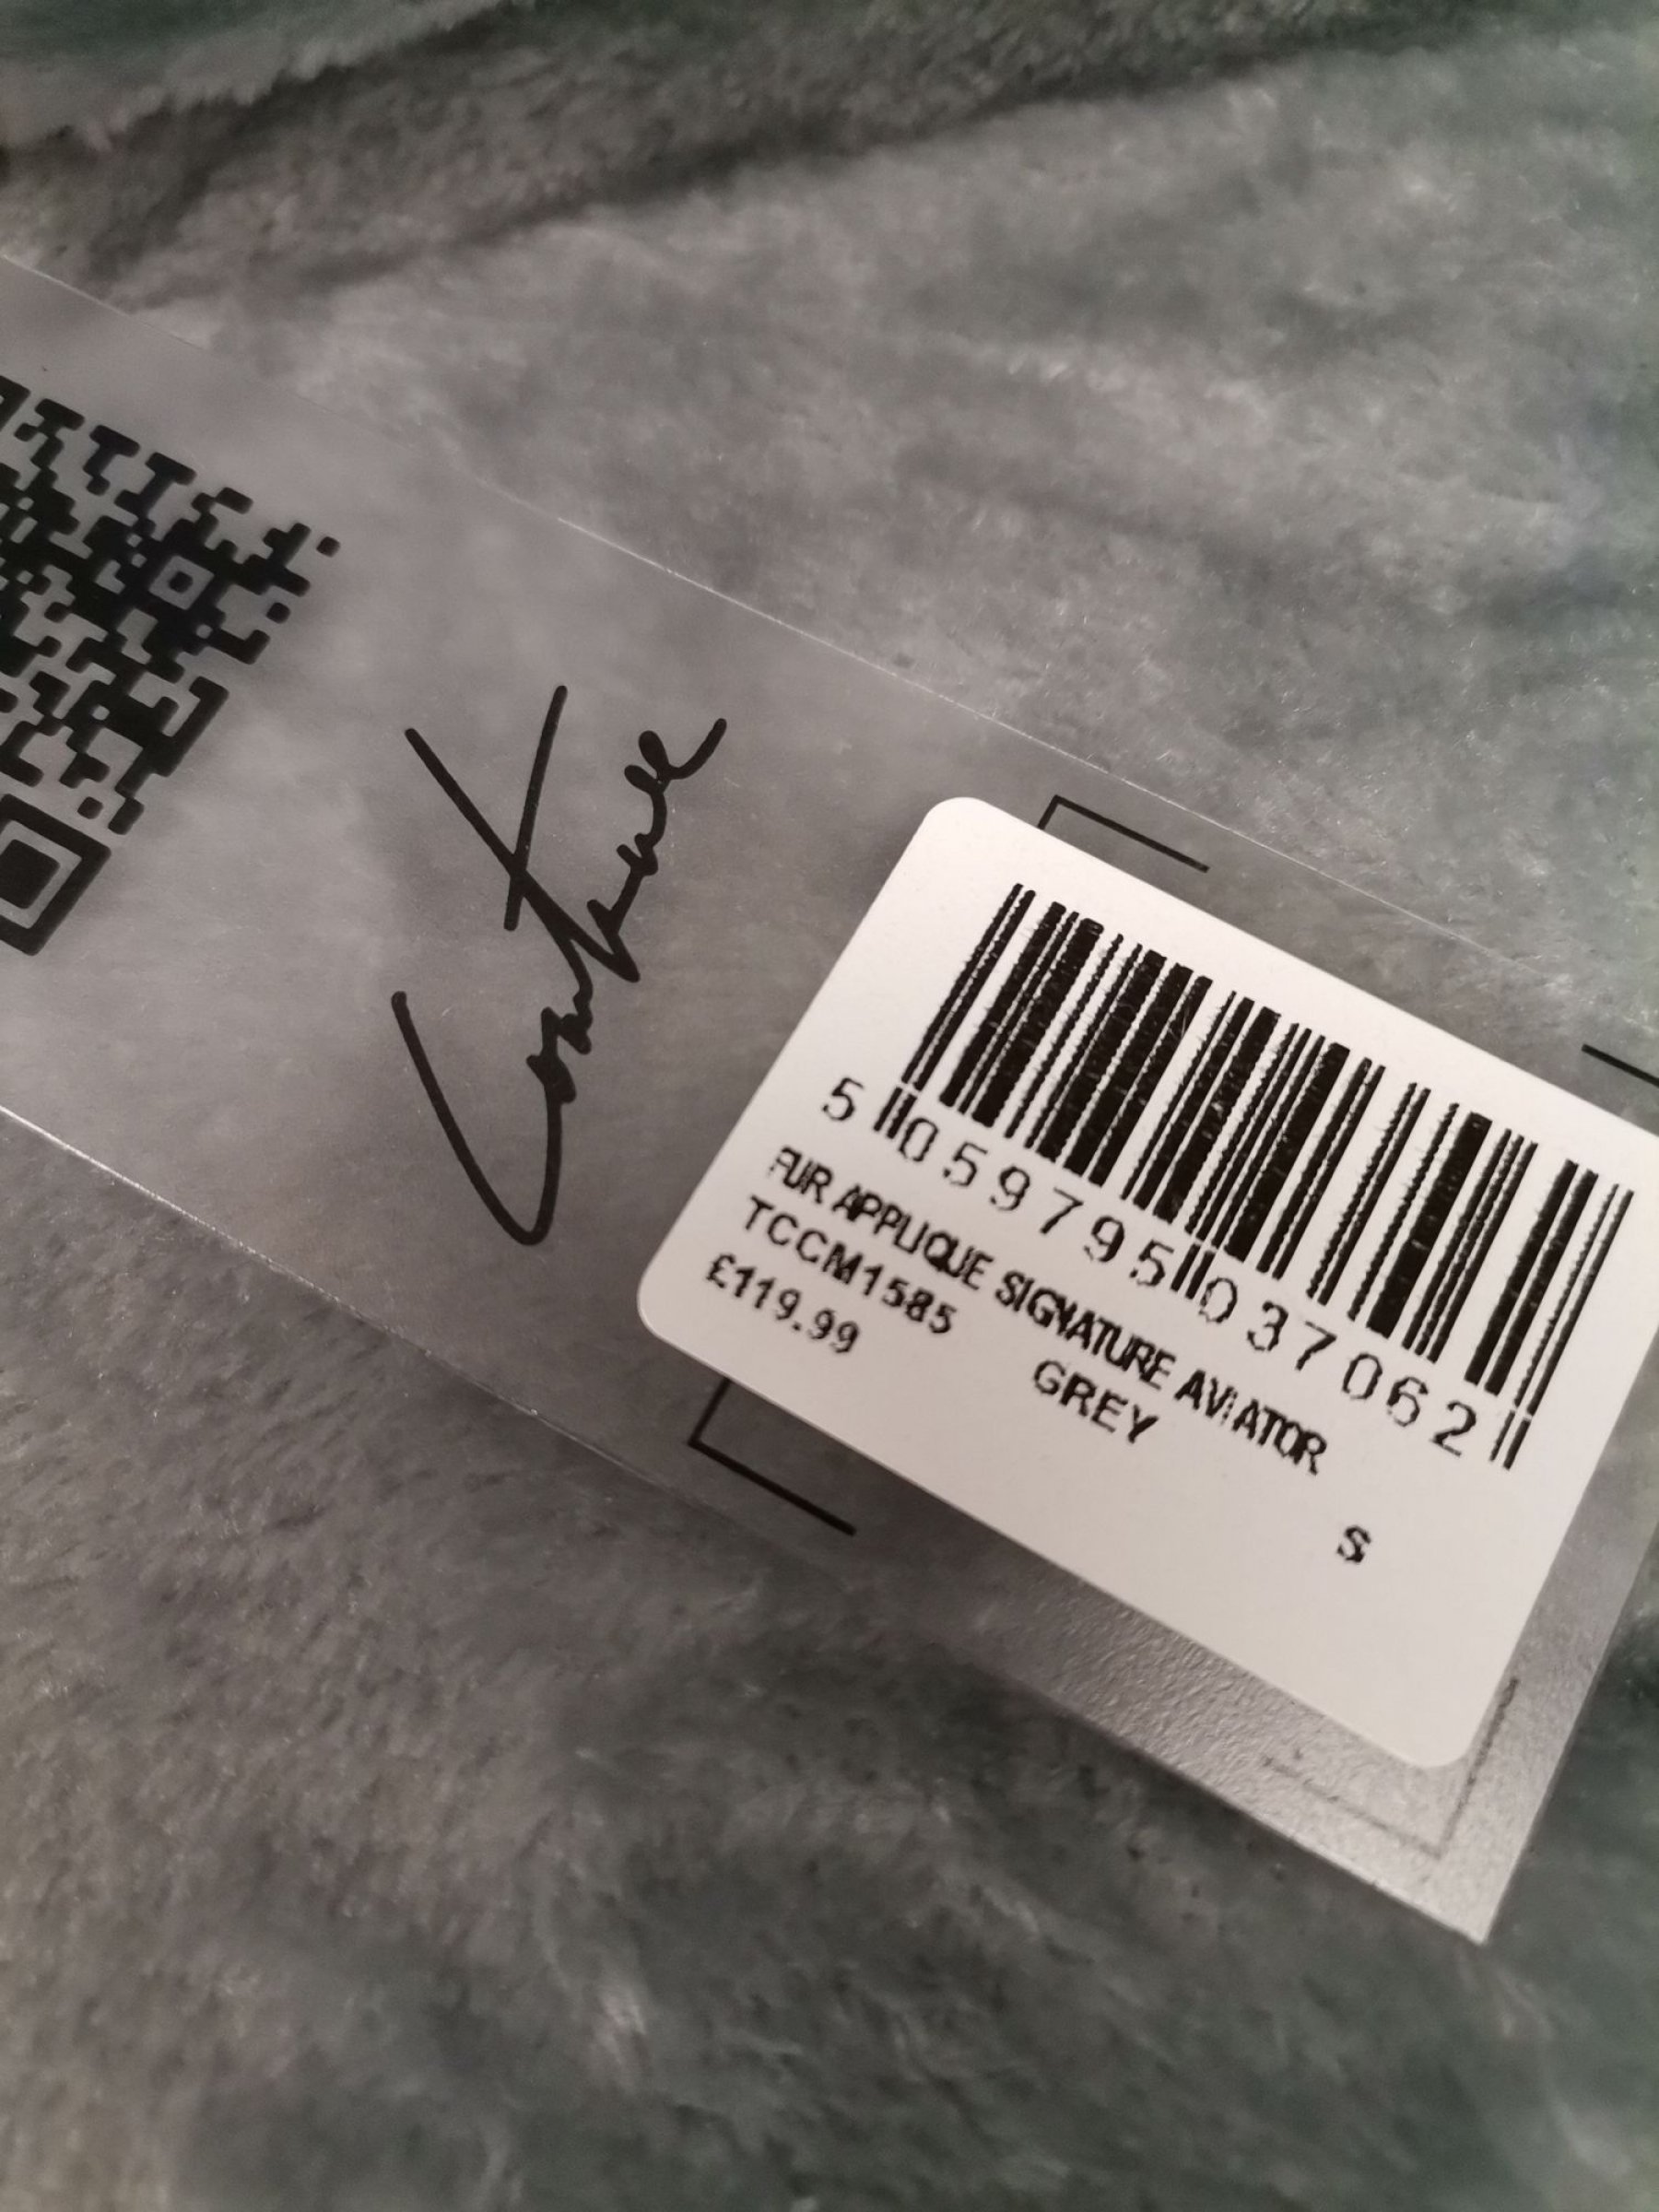 Couture
5 059795 037062
FUR APPLIQUE SIGNATURE AVIATOR
TCCM1585 GREY
£119.99 S